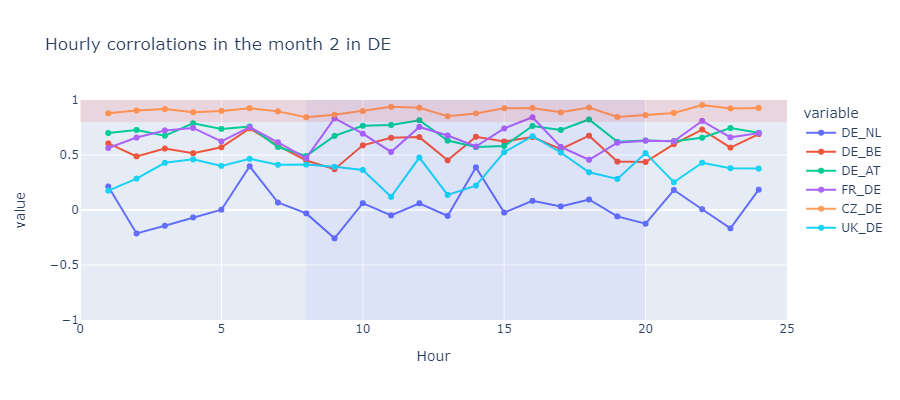 Hourly corrolations in the month 2 in DE
1
0.5
0
−0.5
−1
value
0
5
10
15
20
25
Hour
variable
DE_NL
DE_BE
DE_AT
FR_DE
CZ_DE
UK_DE